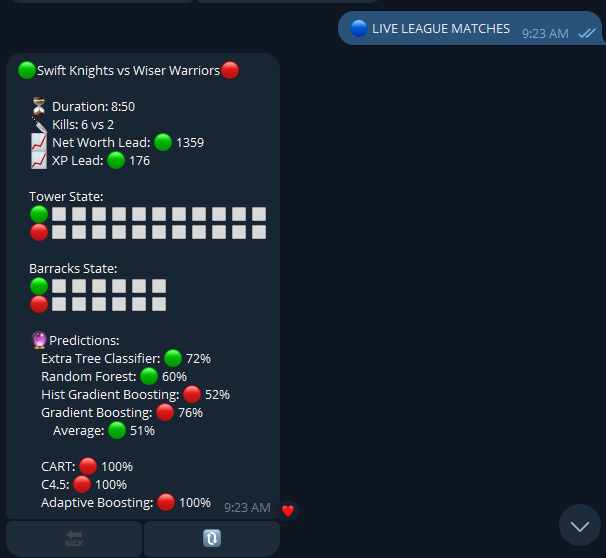 🔵 LIVE LEAGUE MATCHES 9:23 AM
🟢Swift Knights vs Wiser Warriors🔴
⏳ Duration: 8:50
🔪 Kills: 6 vs 2
📈 Net Worth Lead: 🟢 1359
📈 XP Lead: 🟢 176
Tower State:
🟢 ⬜ ⬜ ⬜ ⬜ ⬜ ⬜ ⬜ ⬜ ⬜ ⬜ ⬜
🔴 ⬜ ⬜ ⬜ ⬜ ⬜ ⬜ ⬜ ⬜ ⬜ ⬜ ⬜
Barracks State:
🟢 ⬜ ⬜ ⬜ ⬜ ⬜ ⬜
🔴 ⬜ ⬜ ⬜ ⬜ ⬜ ⬜
🔮Predictions:
Extra Tree Classifier: 🟢 72%
Random Forest: 🟢 60%
Hist Gradient Boosting: 🔴 52%
Gradient Boosting: 🔴 76%
Average: 🟢 51%
CART: 🔴 100%
C4.5: 🔴 100%
Adaptive Boosting: 🔴 100% 9:23 AM
BACK